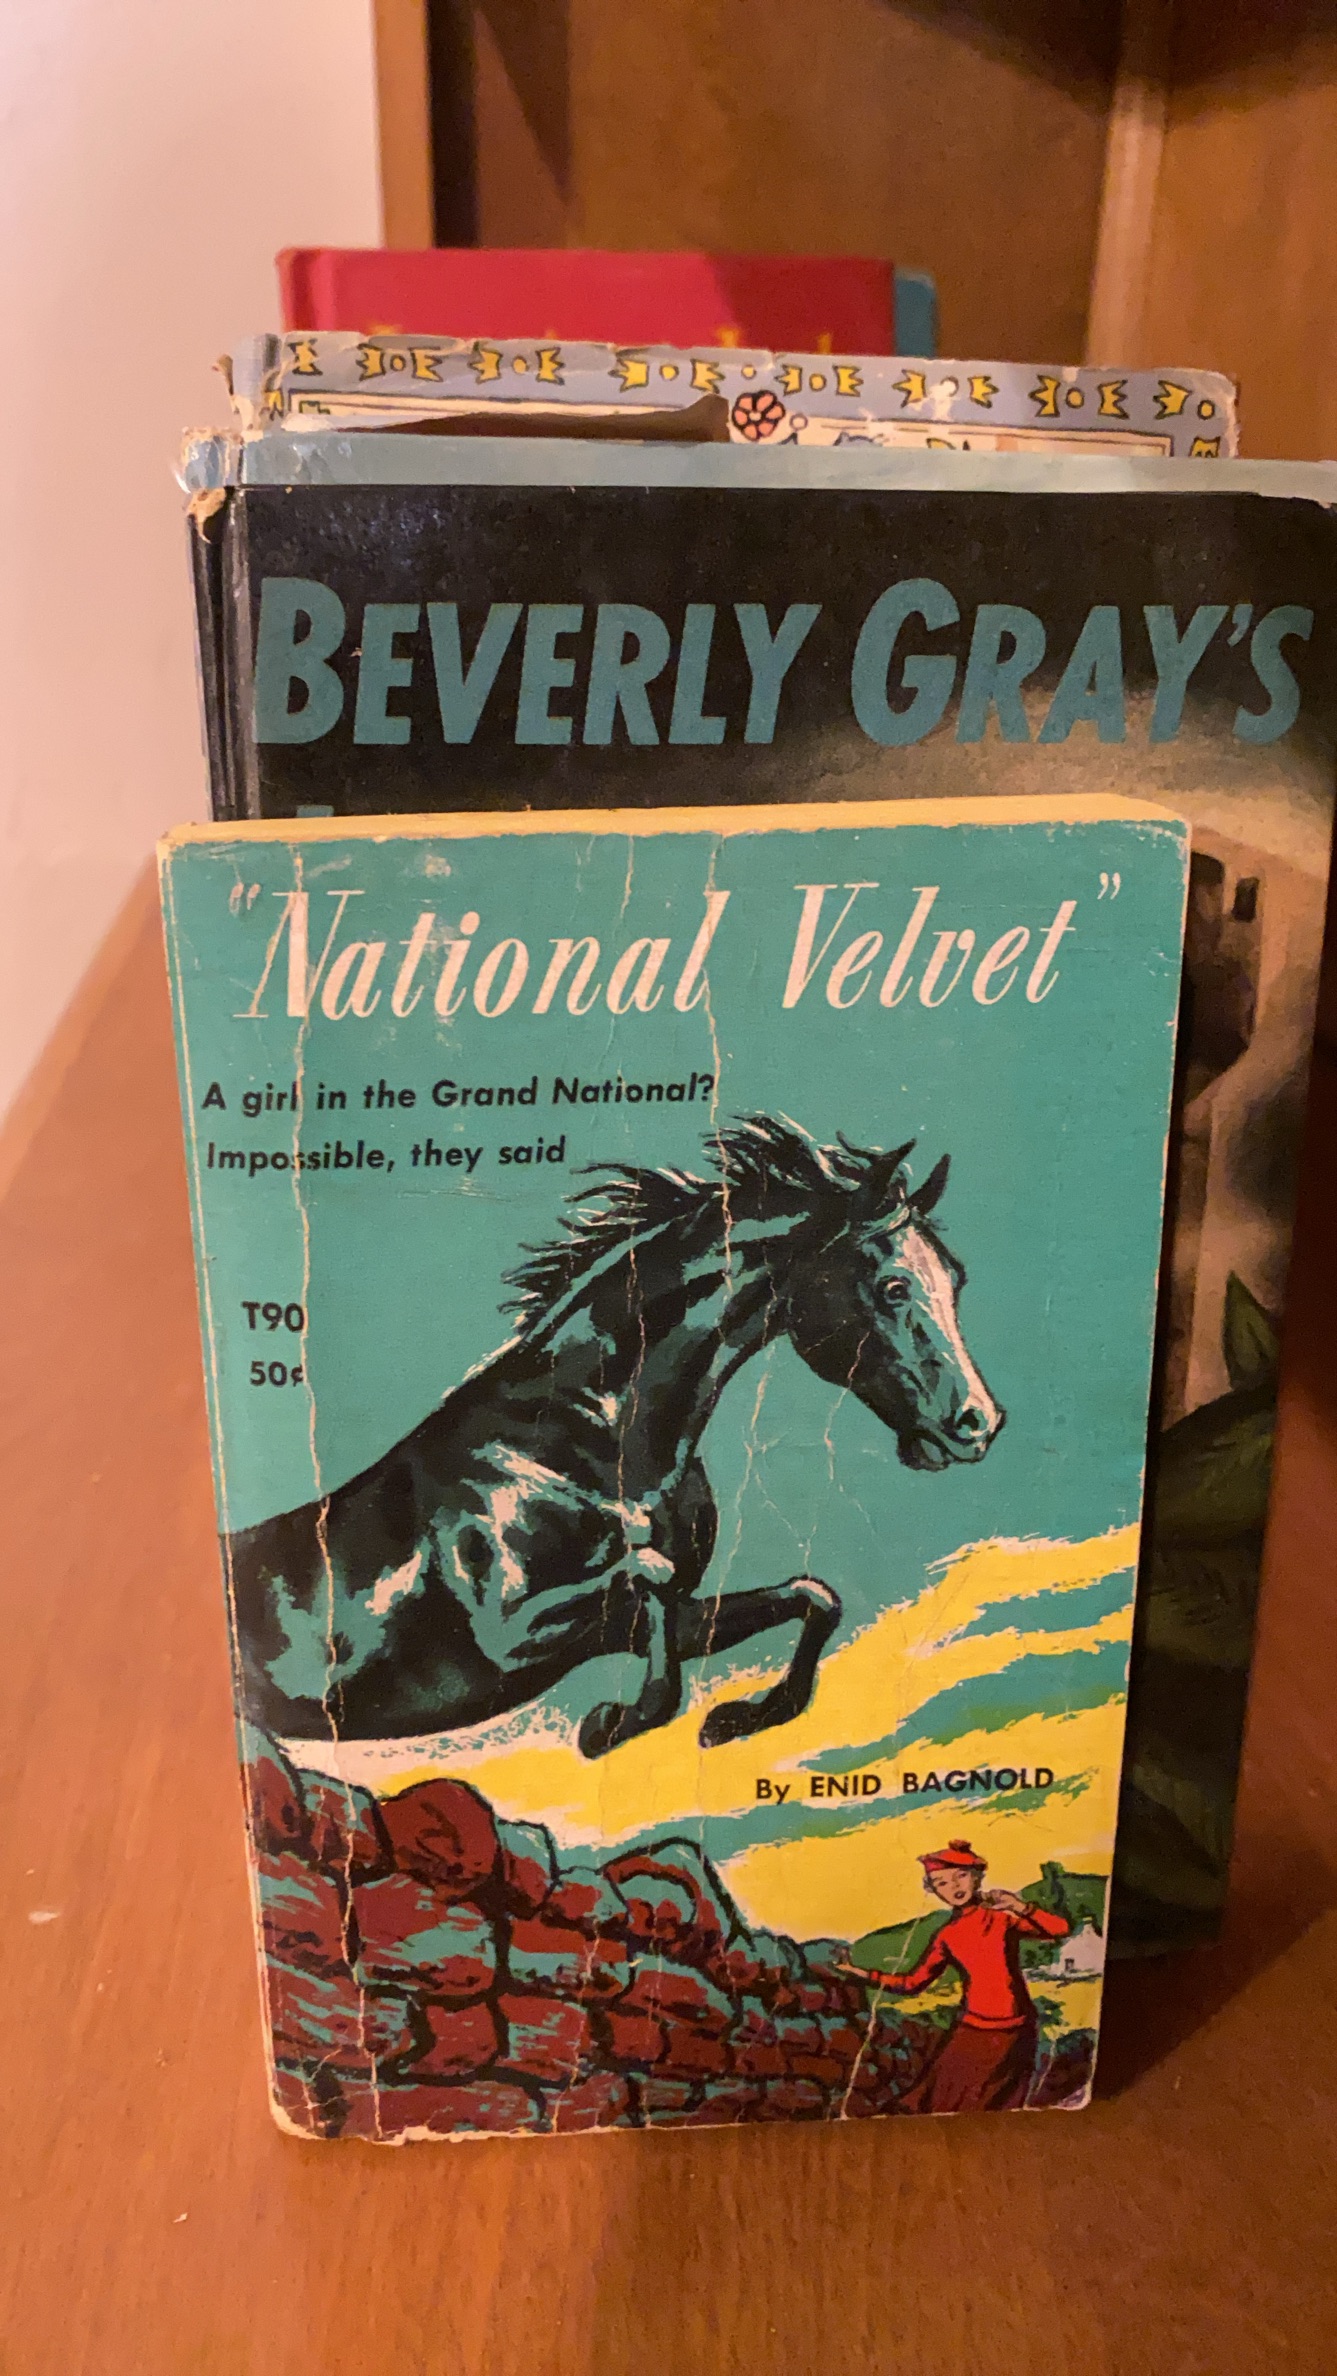 BEVERLY GRAY'S
"National Velvet"
A girl in the Grand National?
Impossible, they said
T90
50¢
By ENID BAGNOLD